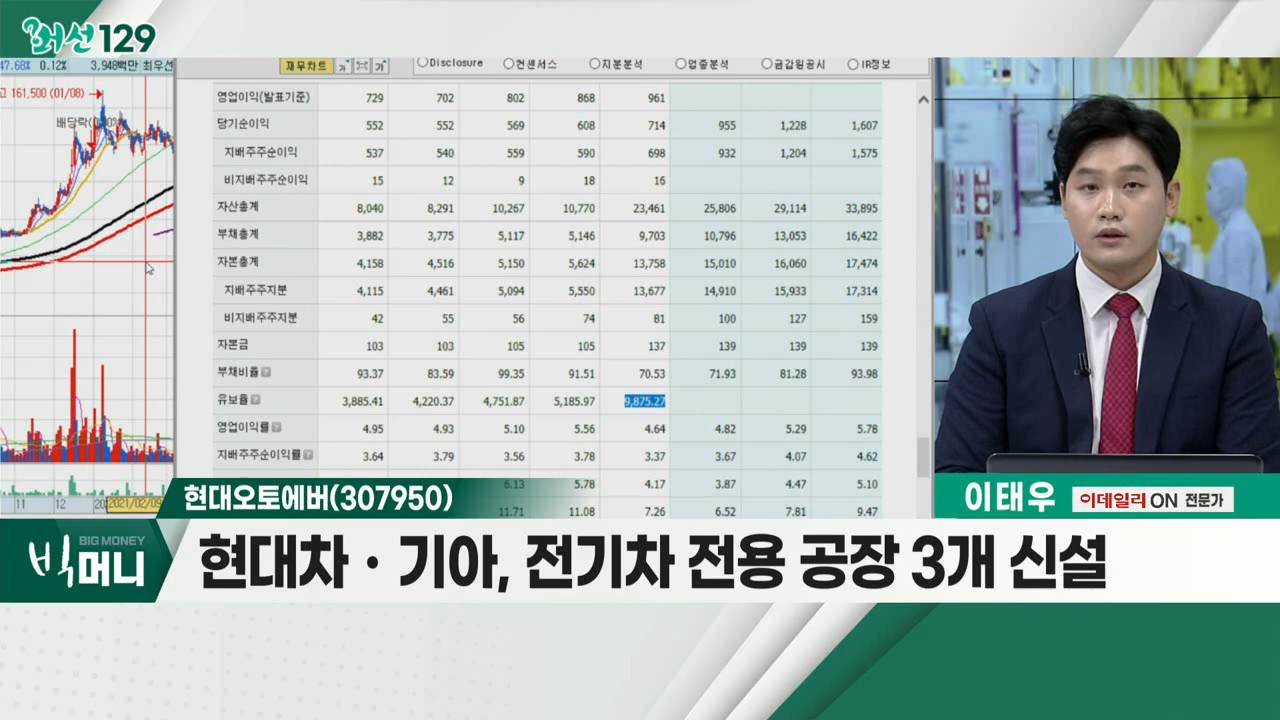 최선129
47.68% 0.12% 3,948백만 최우선
재무차트 Disclosure 컨센서스 지분분석 업종분석 금감원공시 IR정보
고 161,500 (01/08)
영업이익(발표기준) 729 702 802 868 961
당기순이익 552 552 569 608 714 955 1,228 1,607
지배주주순이익 537 540 559 590 698 932 1,204 1,575
비지배주주순이익 15 12 9 18 16
자산총계 8,040 8,291 10,267 10,770 23,461 25,806 29,114 33,895
부채총계 3,882 3,775 5,117 5,146 9,703 10,796 13,053 16,422
자본총계 4,158 4,516 5,150 5,624 13,758 15,010 16,060 17,474
지배주주지분 4,115 4,461 5,094 5,550 13,677 14,910 15,933 17,314
비지배주주지분 42 55 56 74 81 100 127 159
자본금 103 103 105 105 137 139 139 139
부채비율 93.37 83.59 99.35 91.51 70.53 71.93 81.28 93.98
유보율 3,885.41 4,220.37 4,751.87 5,185.97 9,875.27
영업이익률 4.95 4.93 5.10 5.56 4.64 4.82 5.29 5.78
지배주주순이익률 3.64 3.79 3.56 3.78 3.37 3.67 4.07 4.62
6.13 5.78 4.17 3.87 4.47 5.10
11.71 11.08 7.26 6.52 7.81 9.47
11 12 2021/02/09
현대오토에버(307950)
이태우 이데일리ON 전문가
BIG MONEY
빅머니
현대차·기아, 전기차 전용 공장 3개 신설